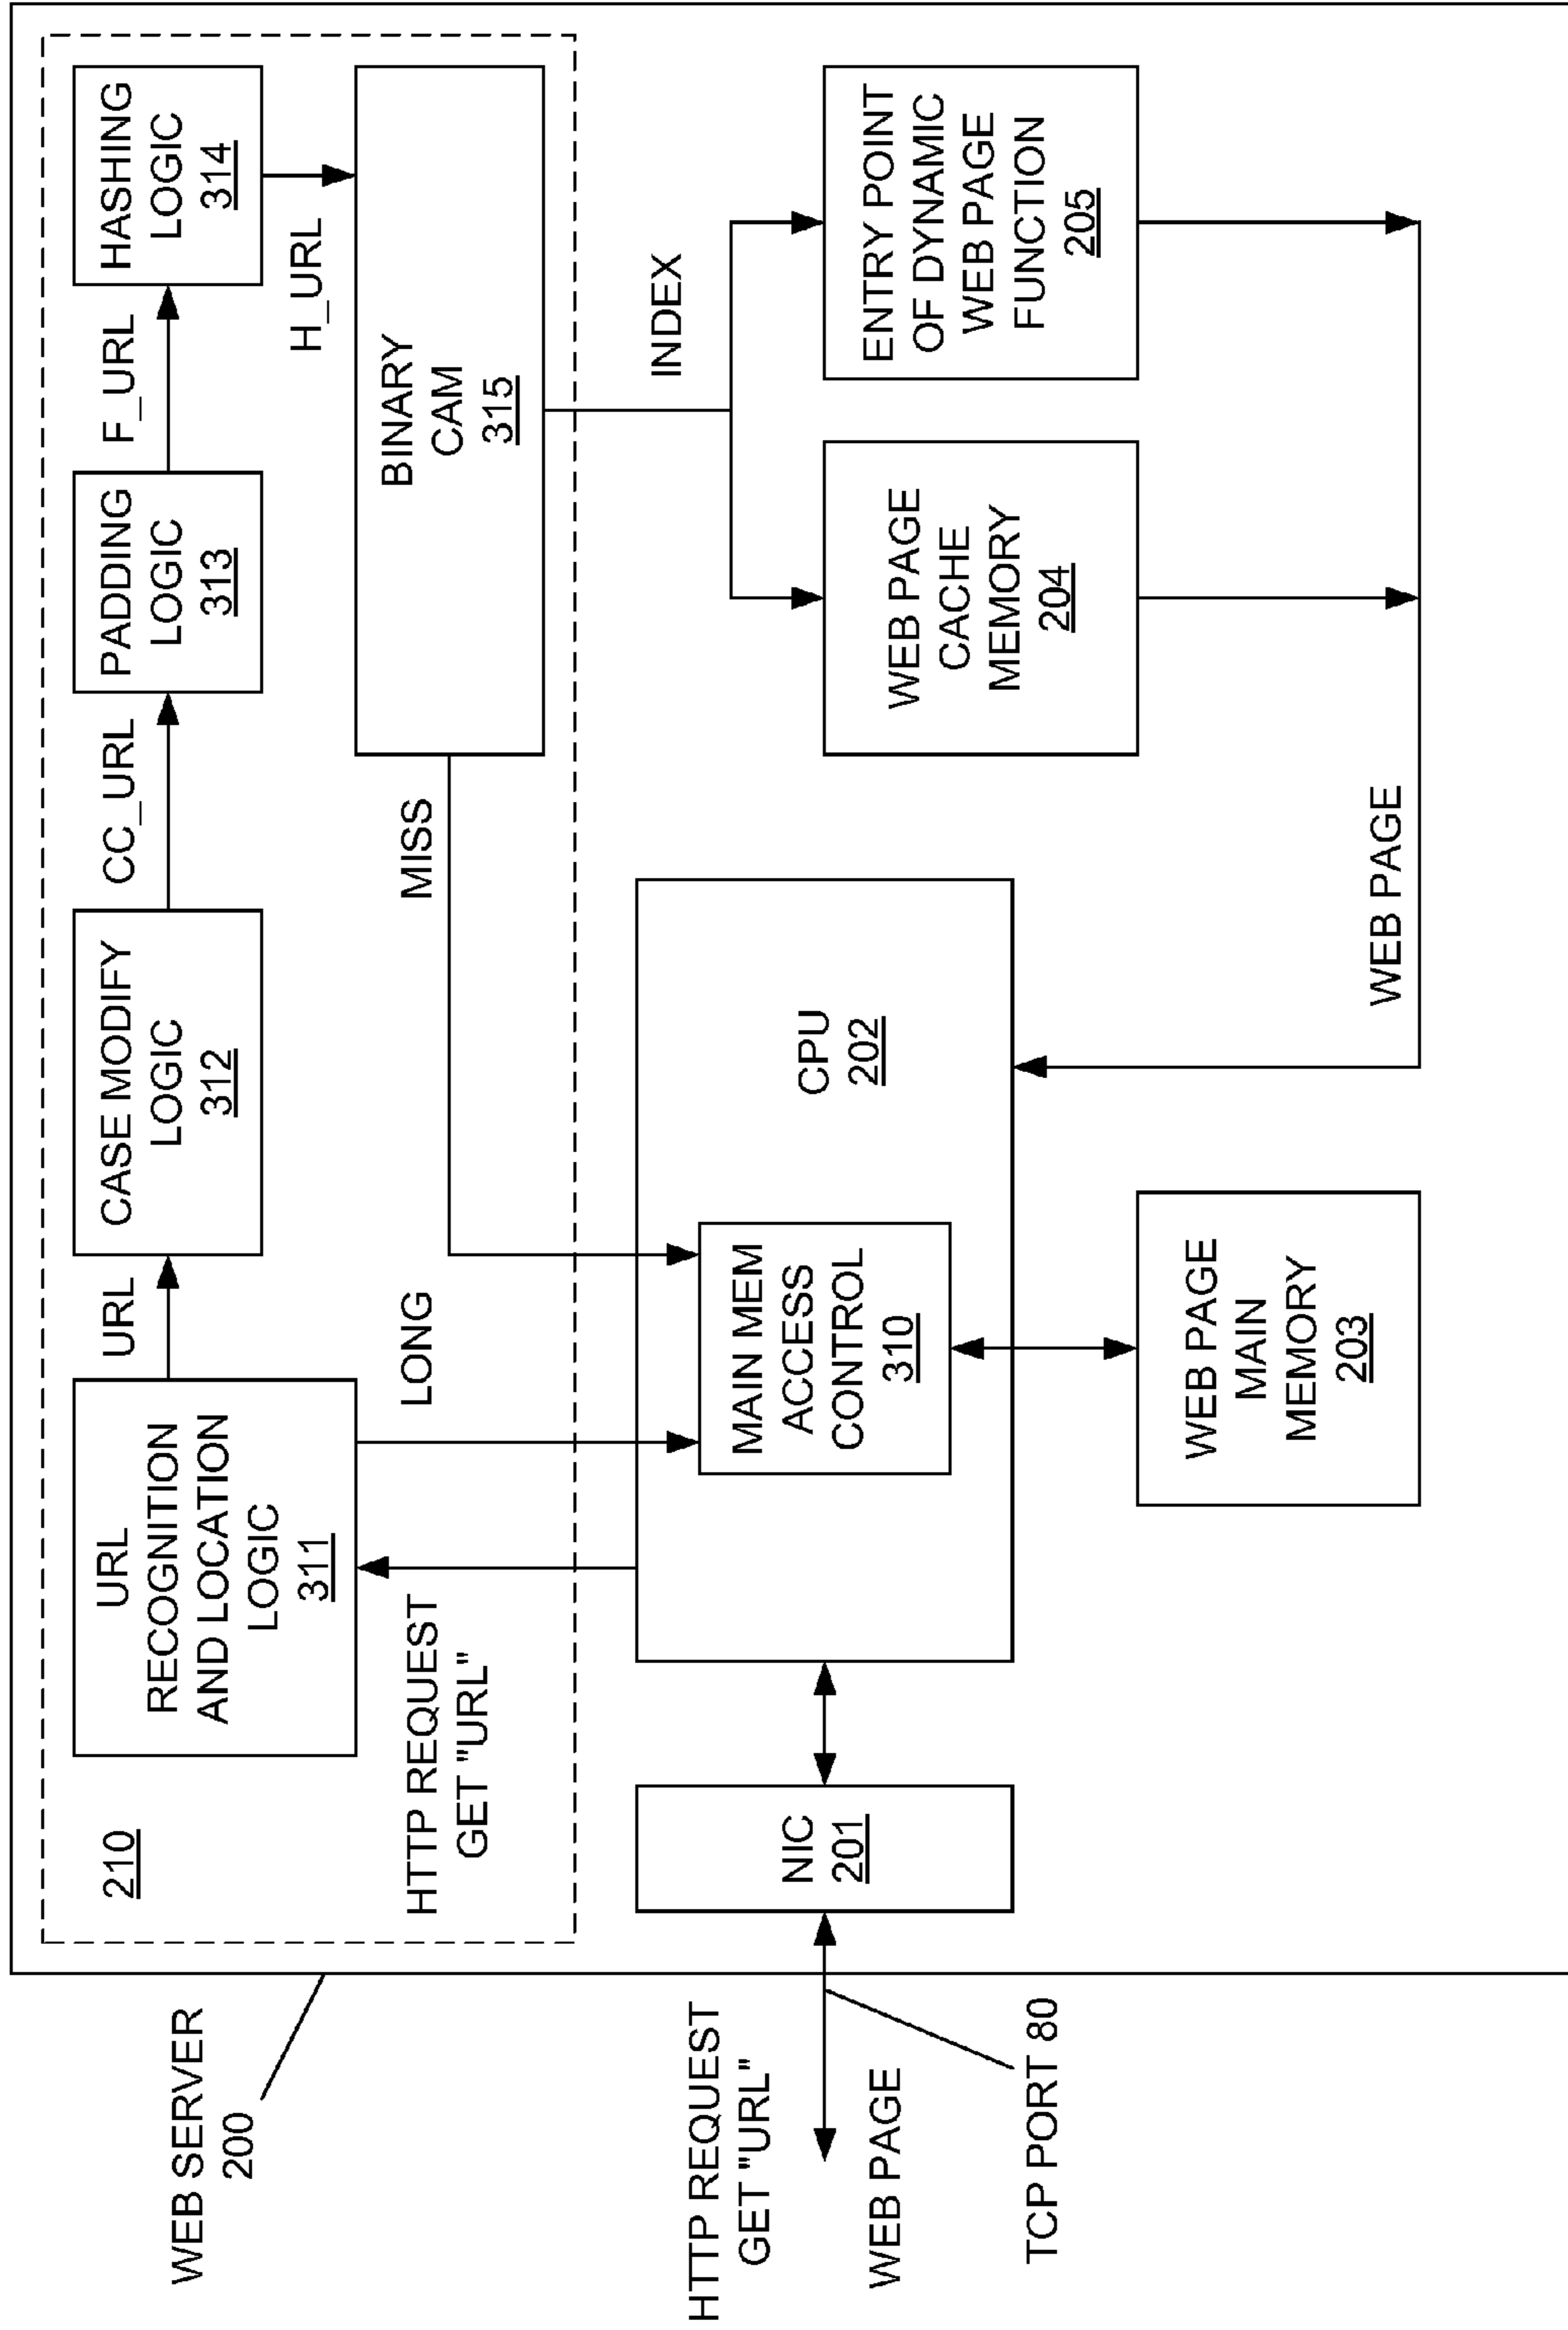 WEB SERVER
200
210
URL
RECOGNITION
AND LOCATION
LOGIC
311
URL
CASE MODIFY
LOGIC
312
CC_URL
PADDING
LOGIC
313
F_URL
HASHING
LOGIC
314
H_URL
BINARY
CAM
315
HTTP REQUEST
GET "URL"
LONG
MISS
INDEX
HTTP REQUEST
GET "URL"
WEB PAGE
TCP PORT 80
NIC
201
CPU
202
MAIN MEM
ACCESS
CONTROL
310
WEB PAGE
CACHE
MEMORY
204
ENTRY POINT
OF DYNAMIC
WEB PAGE
FUNCTION
205
WEB PAGE
MAIN
MEMORY
203
WEB PAGE